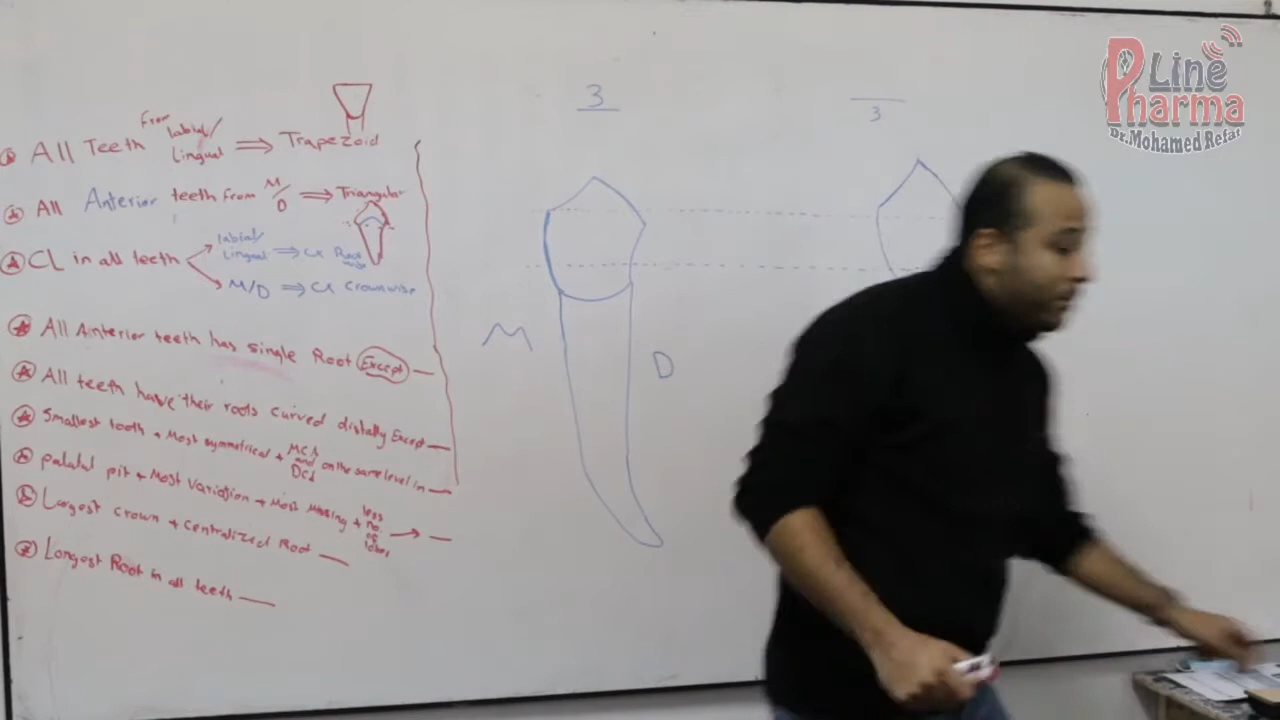 All Teeth From labial/Lingual ⇒ Trapezoid
All Anterior teeth from M/D ⇒ Triangular
CL in all teeth
labial/Lingual ⇒ CX Root wise
M/D ⇒ CX Crownwise
All Anterior teeth has single Root Except —
All teeth have their roots curved distally Except —
Smallest tooth + Most symmetrical + MCA and DCA on the same level in —
Palatal pit + Most Variation + Most Missing + less no of lobes → —
Largest crown + Centralized Root —
Longest Root in all teeth —
3
M
D
3
P Line Pharma
Dr.Mohamed Refat